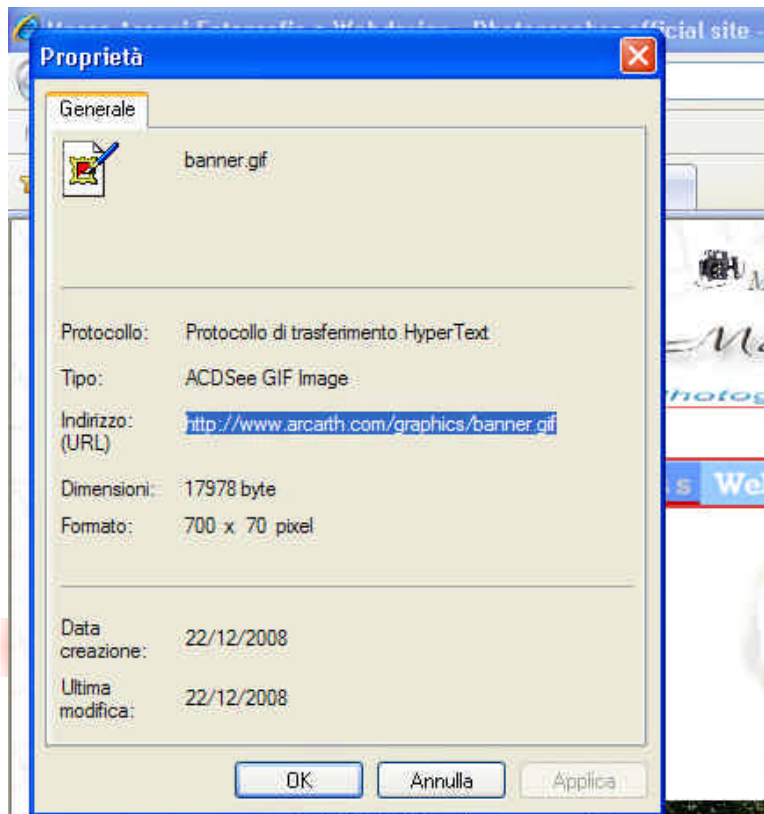 official site -
Proprietà
Generale
banner.gif
Protocollo: Protocollo di trasferimento HyperText
Tipo: ACDSee GIF Image
Indirizzo: http://www.arcarth.com/graphics/banner.gif
(URL)
Dimensioni: 17978 byte
Formato: 700 x 70 pixel
Data
creazione: 22/12/2008
Ultima
modifica: 22/12/2008
OK Annulla Applica